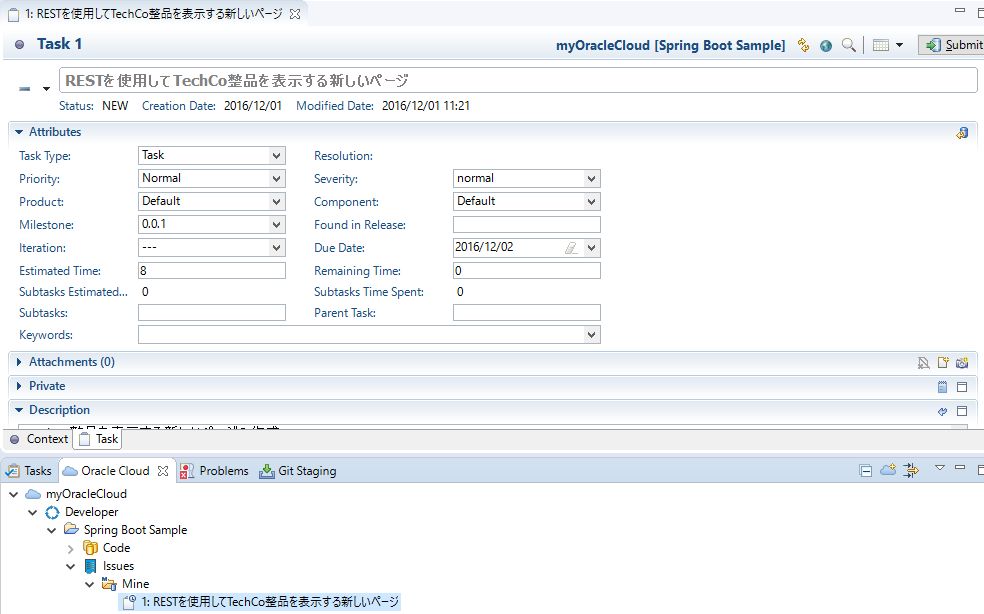 1: RESTを使用してTechCo整品を表示する新しいページ
Task 1
myOracleCloud [Spring Boot Sample]
Submit
RESTを使用してTechCo整品を表示する新しいページ
Status: NEW Creation Date: 2016/12/01 Modified Date: 2016/12/01 11:21
Attributes
Task Type: Task Resolution:
Priority: Normal Severity: normal
Product: Default Component: Default
Milestone: 0.0.1 Found in Release:
Iteration: --- Due Date: 2016/12/02
Estimated Time: 8 Remaining Time: 0
Subtasks Estimated... 0 Subtasks Time Spent: 0
Subtasks: Parent Task:
Keywords:
Attachments (0)
Private
Description
Context Task
Tasks Oracle Cloud Problems Git Staging
myOracleCloud
Developer
Spring Boot Sample
Code
Issues
Mine
1: RESTを使用してTechCo整品を表示する新しいページ